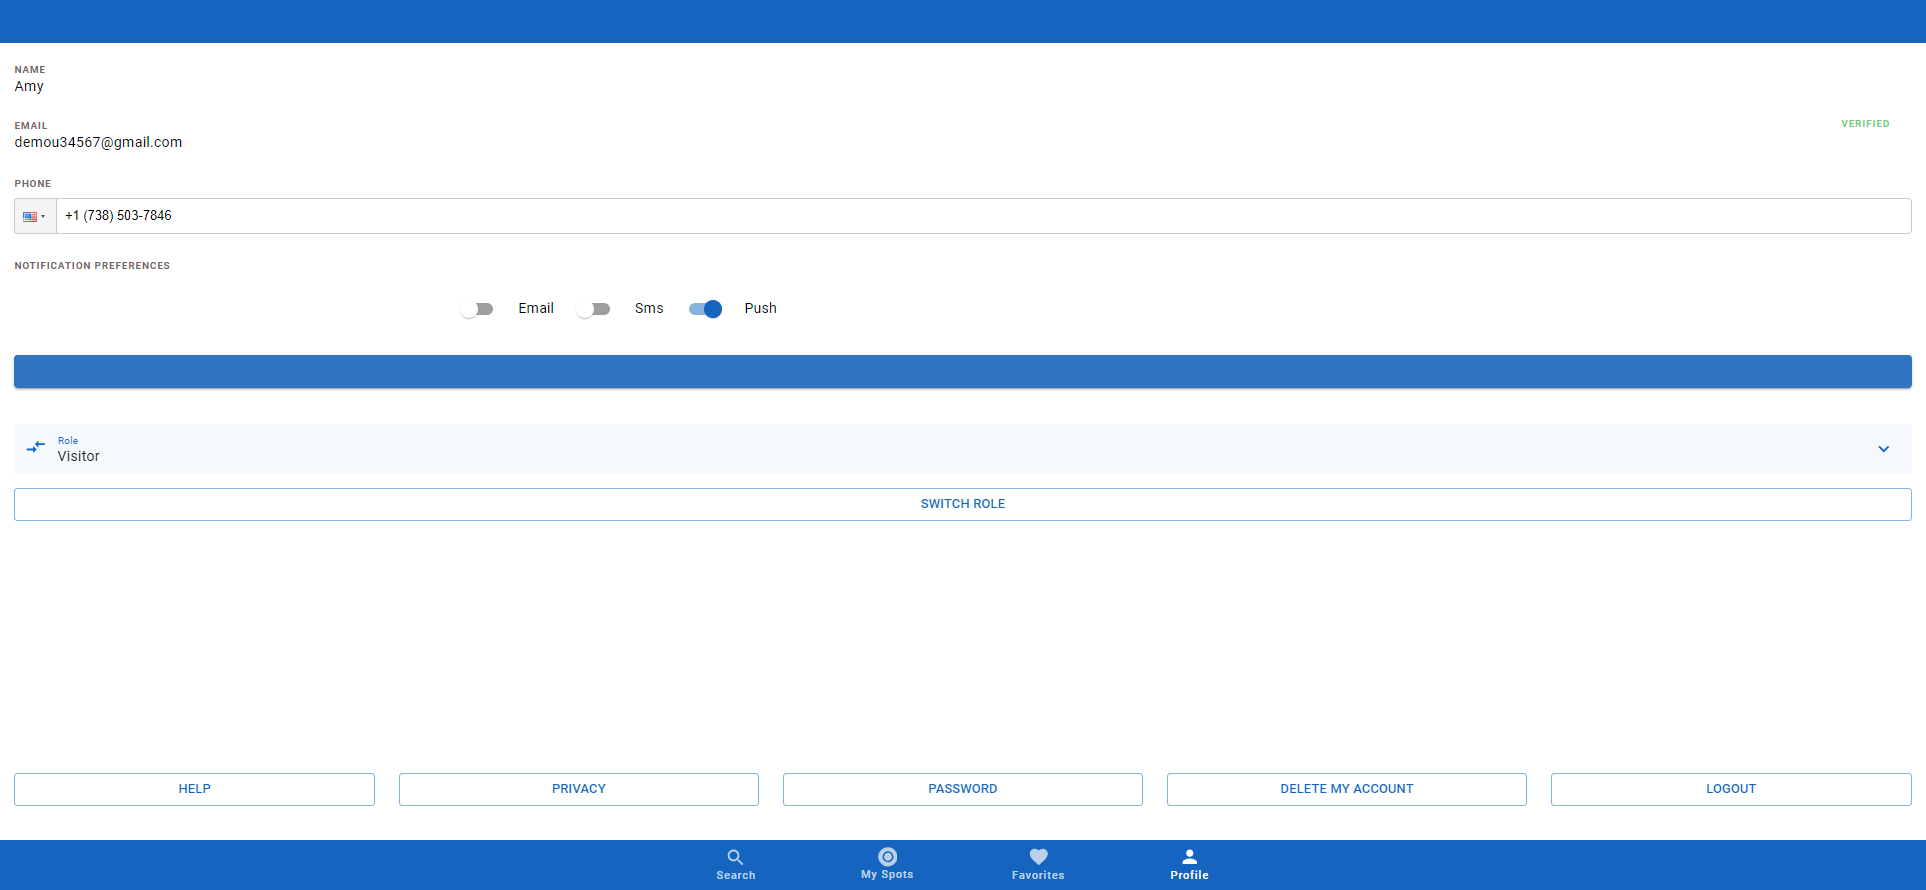 NAME
Amy
EMAIL
VERIFIED
demou34567@gmail.com
PHONE
+1 (738) 503-7846
NOTIFICATION PREFERENCES
Email Sms Push
Role
Visitor
SWITCH ROLE
HELP PRIVACY PASSWORD DELETE MY ACCOUNT LOGOUT
Search My Spots Favorites Profile